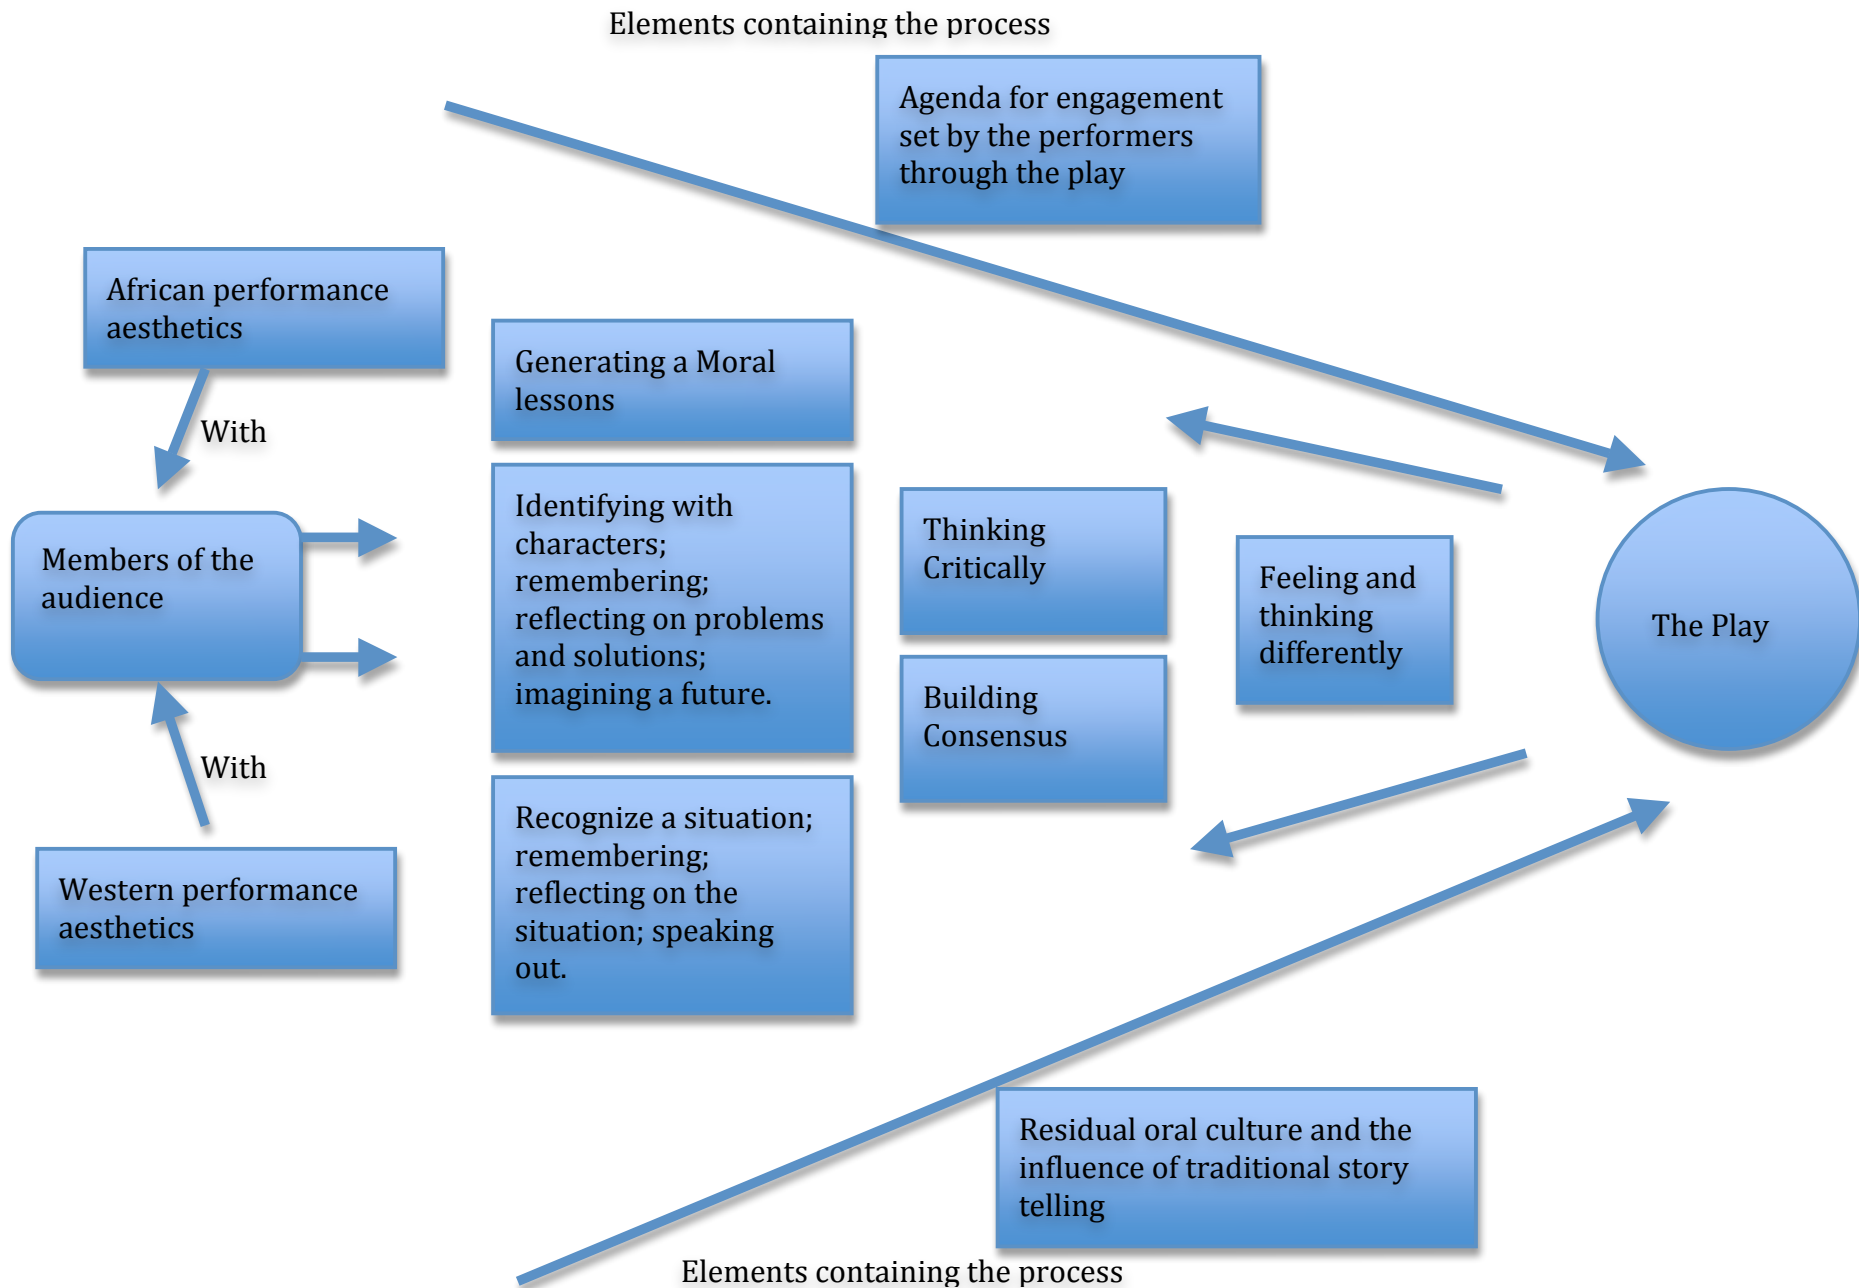 Elements containing the process
Agenda for engagement
set by the performers
through the play
African performance
aesthetics
With
Members of the
audience
With
Western performance
aesthetics
Generating a Moral
lessons
Identifying with
characters;
remembering;
reflecting on problems
and solutions;
imagining a future.
Recognize a situation;
remembering;
reflecting on the
situation; speaking
out.
Thinking
Critically
Building
Consensus
Feeling and
thinking
differently
The Play
Residual oral culture and the
influence of traditional story
telling
Elements containing the process